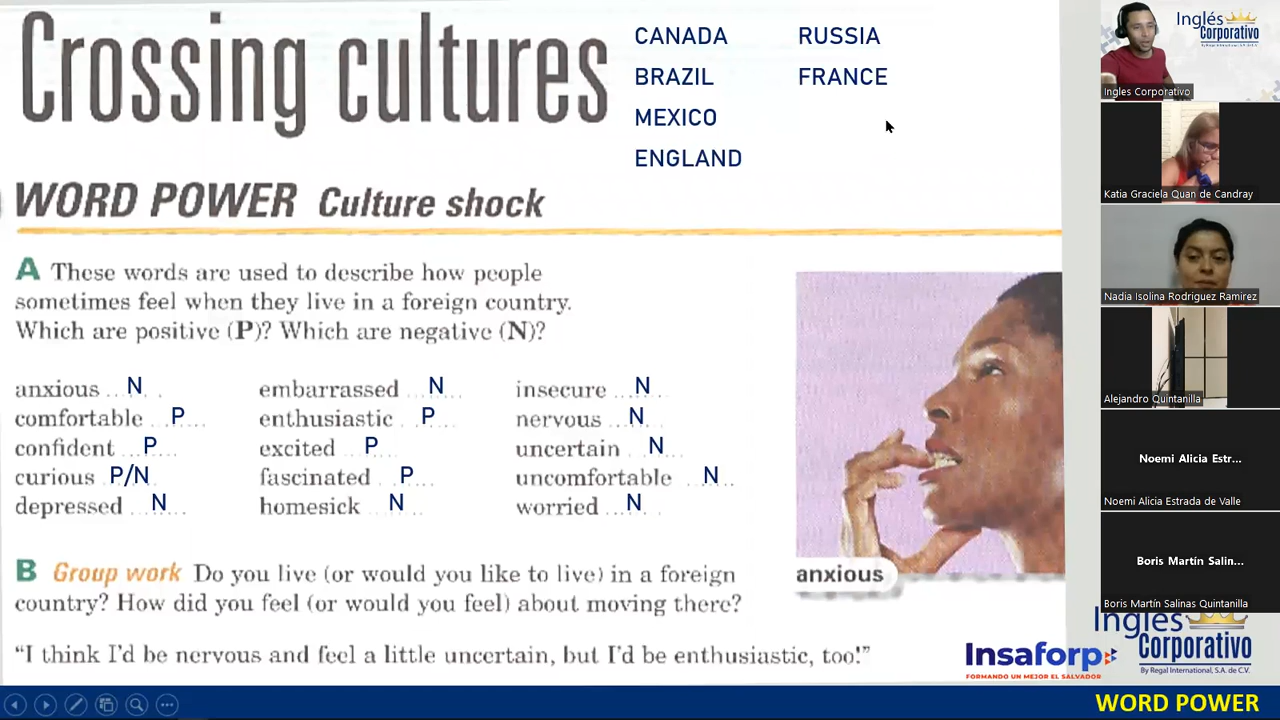 Crossing cultures
CANADA
BRAZIL
MEXICO
ENGLAND
RUSSIA
FRANCE
WORD POWER Culture shock
A These words are used to describe how people
sometimes feel when they live in a foreign country.
Which are positive (P)? Which are negative (N)?
anxious N
comfortable P
confident P
curious P/N
depressed N
embarrassed N
enthusiastic P
excited P
fascinated P
homesick N
insecure N
nervous N
uncertain N
uncomfortable N
worried N
anxious
B Group work Do you live (or would you like to live) in a foreign
country? How did you feel (or would you feel) about moving there?
“I think I’d be nervous and feel a little uncertain, but I’d be enthusiastic, too!”
Insaforp
FORMANDO UN MEJOR EL SALVADOR
Inglés
Corporativo
By Regal International, S.A. de C.V.
WORD POWER
Inglés
Corporativo
By Regal International, S.A. de C.V.
Ingles Corporativo
Katia Graciela Quan de Candray
Nadia Isolina Rodriguez Ramirez
Alejandro Quintanilla
Noemi Alicia Estr...
Noemi Alicia Estrada de Valle
Boris Martín Salin...
Boris Martín Salinas Quintanilla